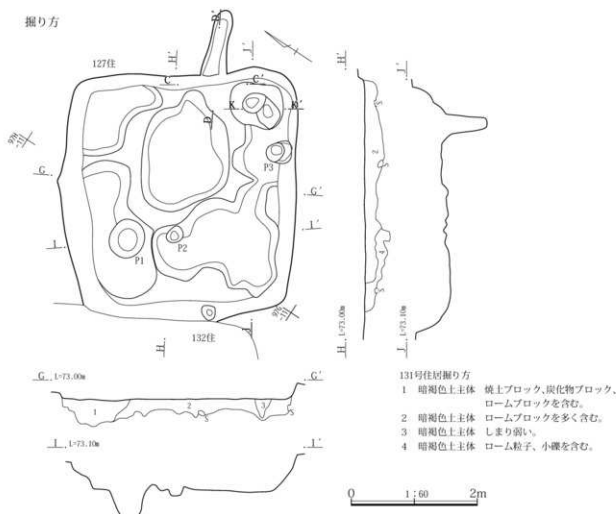 掘り方
127住
B'
H'
J'
C
C'
K
K'
D
P3
G
G'
I
I'
P1
P2
132住
H
J
H'
J'
2
S
S
4
S
H L=73.00m
J L=73.10m
G L=73.00m
G'
1
2
3
S
S
I L=73.10m
I'
131号住居掘り方
1 暗褐色土主体 焼土ブロック、炭化物ブロック、
ロームブロックを含む。
2 暗褐色土主体 ロームブロックを多く含む。
3 暗褐色土主体 しまり弱い。
4 暗褐色土主体 ローム粒子、小礫を含む。
0 1:60 2m